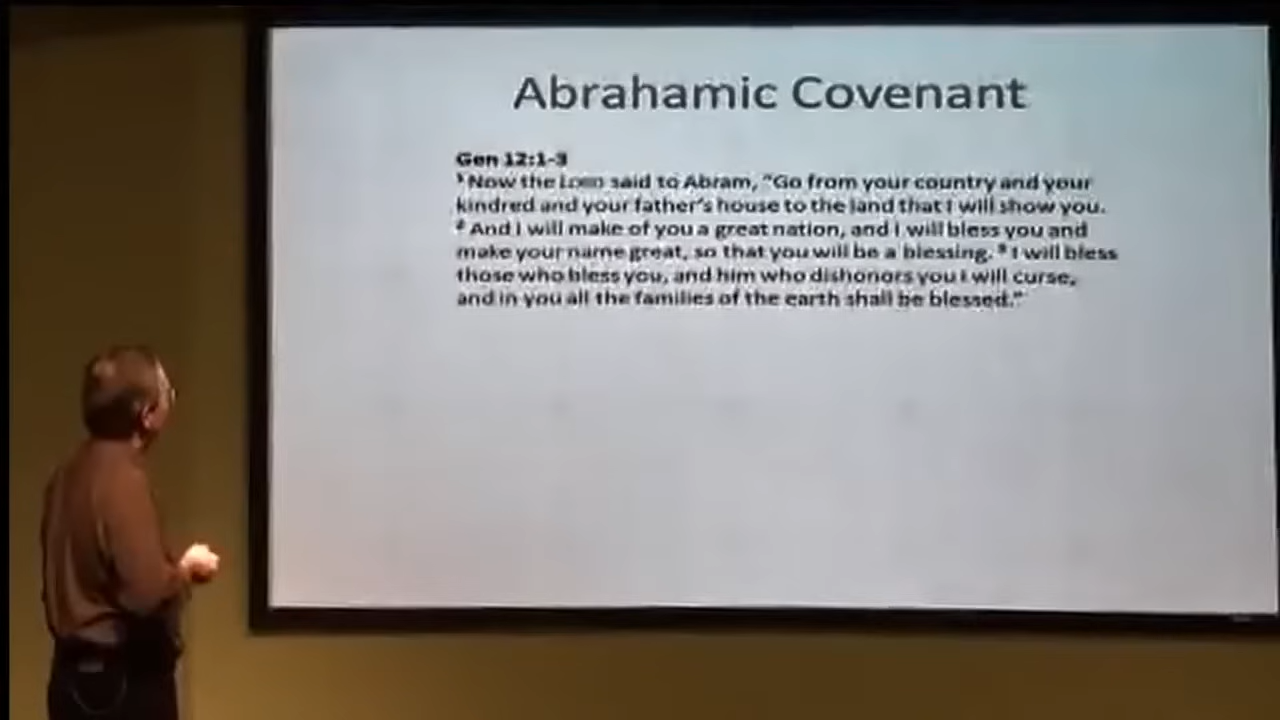 Abrahamic Covenant
Gen 12:1-3
¹ Now the LORD said to Abram, "Go from your country and your
kindred and your father's house to the land that I will show you.
² And I will make of you a great nation, and I will bless you and
make your name great, so that you will be a blessing. ³ I will bless
those who bless you, and him who dishonors you I will curse,
and in you all the families of the earth shall be blessed."